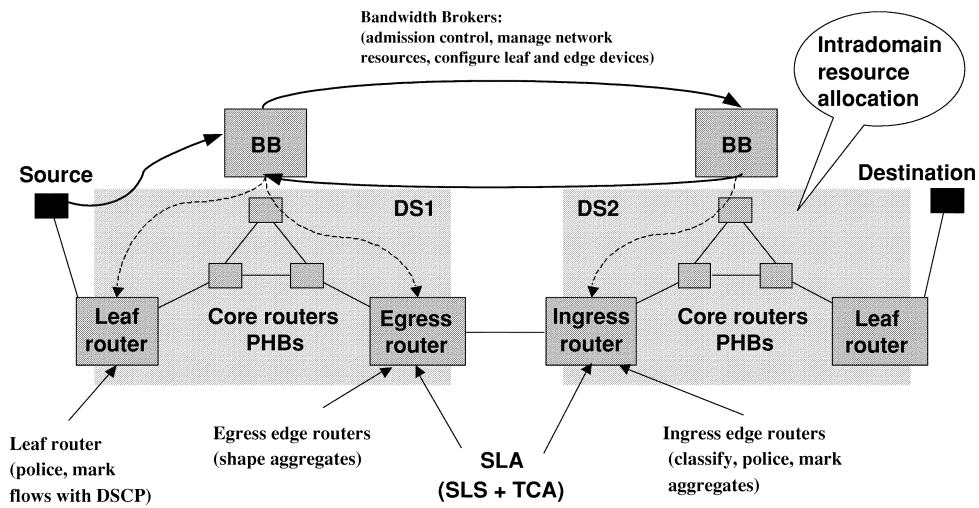 Bandwidth Brokers:
(admission control, manage network
resources, configure leaf and edge devices)
Intradomain
resource
allocation
BB
BB
Source
Destination
DS1
DS2
Leaf
router
Core routers
PHBs
Egress
router
Ingress
router
Core routers
PHBs
Leaf
router
Leaf router
(police, mark
flows with DSCP)
Egress edge routers
(shape aggregates)
SLA
(SLS + TCA)
Ingress edge routers
(classify, police, mark
aggregates)